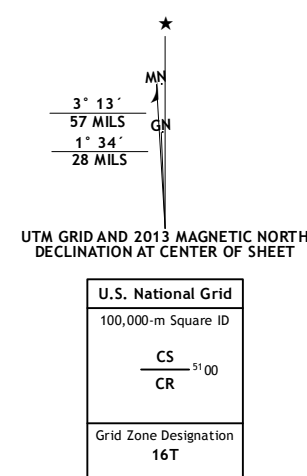 ★
MN
3° 13´
57 MILS
GN
1° 34´
28 MILS
UTM GRID AND 2013 MAGNETIC NORTH
DECLINATION AT CENTER OF SHEET
U.S. National Grid
100,000-m Square ID
CS
5100
CR
Grid Zone Designation
16T